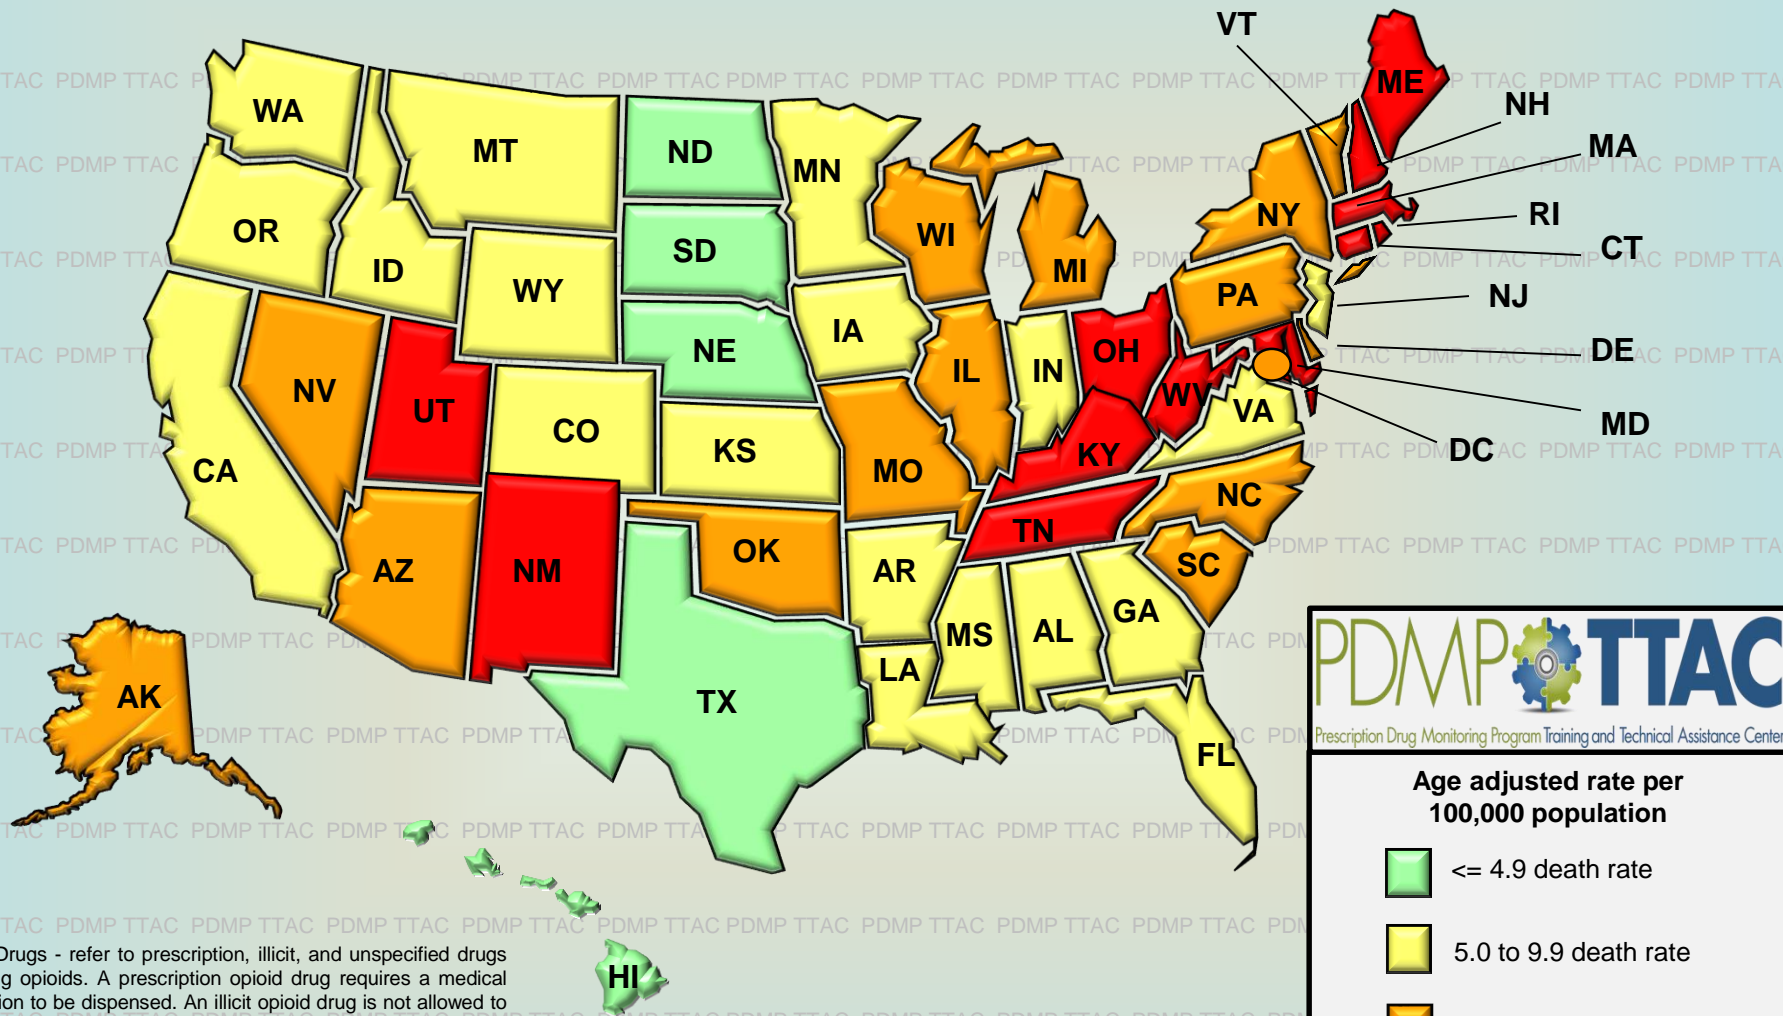 VT
ME
NH
MA
RI
CT
NJ
DE
MD
DC
WA
MT
ND
MN
OR
ID
WY
SD
WI
MI
NY
PA
NE
IA
IL
IN
OH
WV
VA
NV
UT
CO
KS
MO
KY
CA
AZ
NM
OK
AR
TN
NC
SC
MS
AL
GA
LA
TX
FL
AK
HI
PDMP TTAC
Prescription Drug Monitoring Program Training and Technical Assistance Center
Age adjusted rate per
100,000 population
<= 4.9 death rate
5.0 to 9.9 death rate
Drugs - refer to prescription, illicit, and unspecified drugs
g opioids. A prescription opioid drug requires a medical
ion to be dispensed. An illicit opioid drug is not allowed to